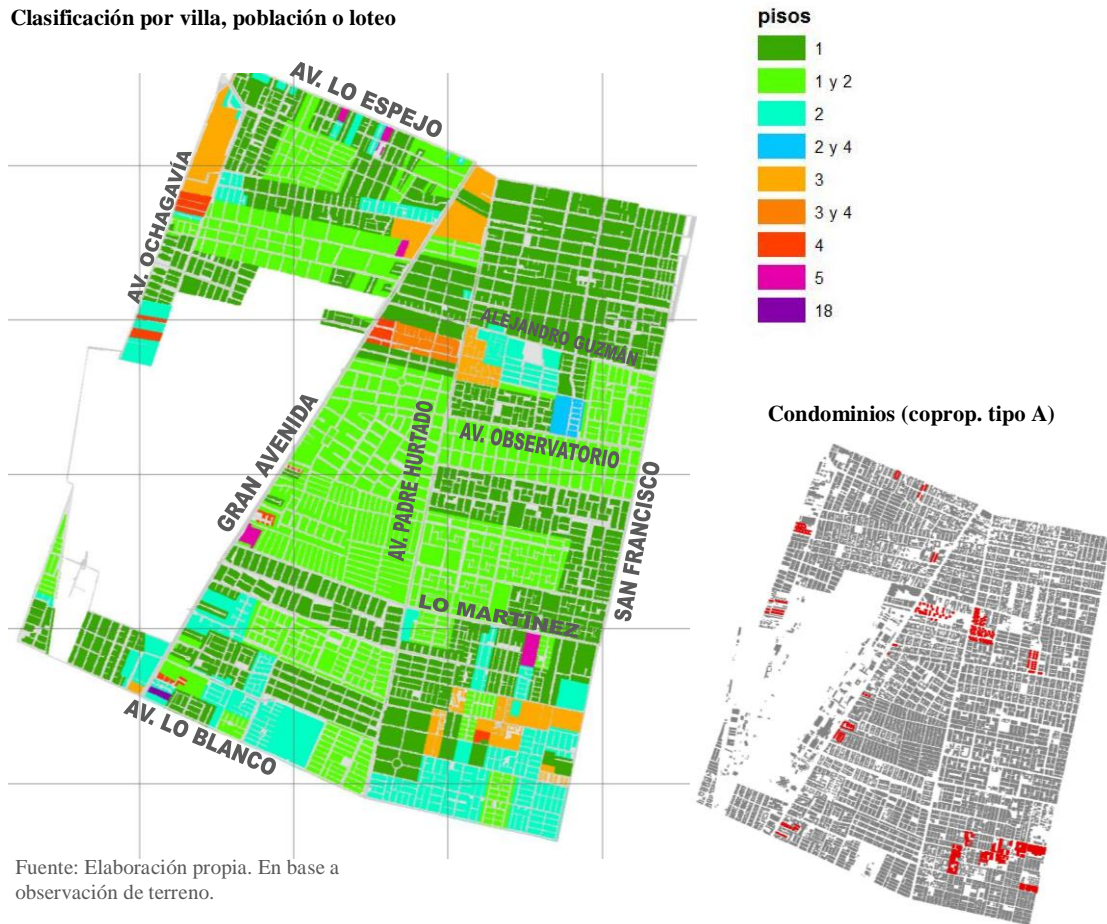 Clasificación por villa, población o loteo
pisos
1
1 y 2
2
2 y 4
3
3 y 4
4
5
18
AV. LO ESPEJO
AV. OCHAGAVÍA
ALEJANDRO GUZMÁN
GRAN AVENIDA
AV. PADRE HURTADO
AV. OBSERVATORIO
SAN FRANCISCO
LO MARTINEZ
AV. LO BLANCO
Condominios (coprop. tipo A)
Fuente: Elaboración propia. En base a
observación de terreno.